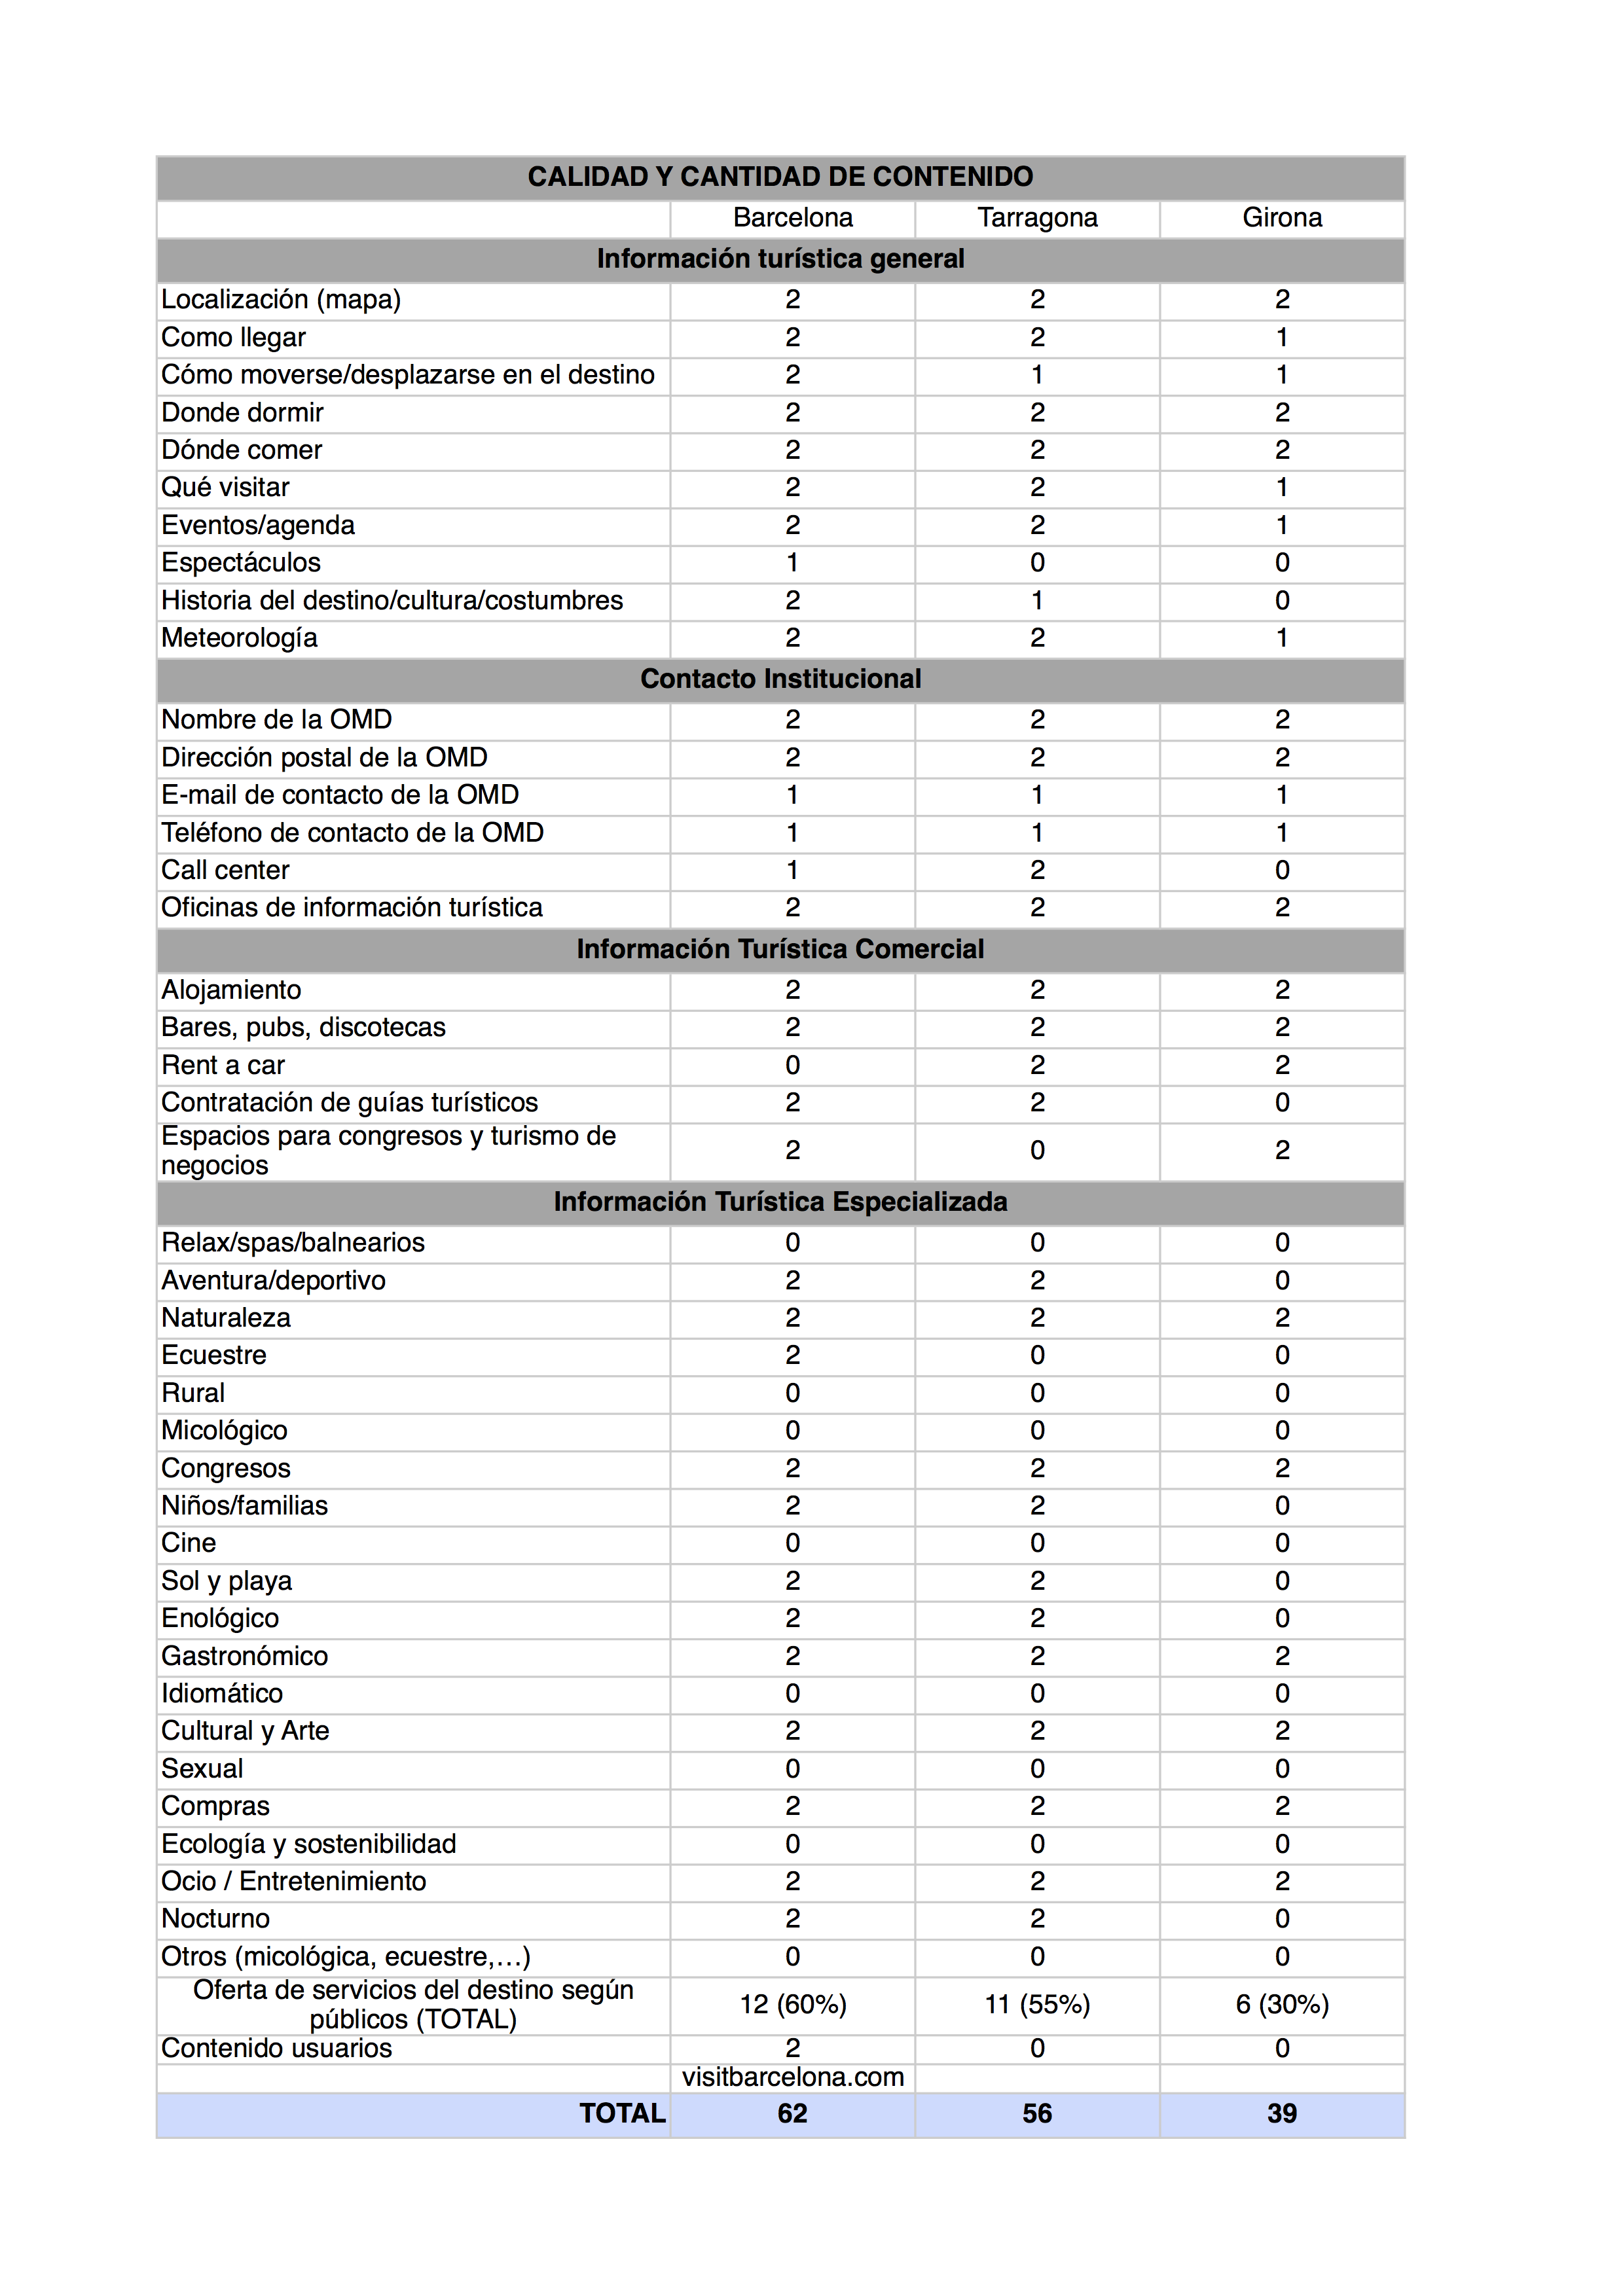 CALIDAD Y CANTIDAD DE CONTENIDO
Barcelona Tarragona Girona
Información turística general
Localización (mapa) 2 2 2
Como llegar 2 2 1
Cómo moverse/desplazarse en el destino 2 1 1
Donde dormir 2 2 2
Dónde comer 2 2 2
Qué visitar 2 2 1
Eventos/agenda 2 2 1
Espectáculos 1 0 0
Historia del destino/cultura/costumbres 2 1 0
Meteorología 2 2 1
Contacto Institucional
Nombre de la OMD 2 2 2
Dirección postal de la OMD 2 2 2
E-mail de contacto de la OMD 1 1 1
Teléfono de contacto de la OMD 1 1 1
Call center 1 2 0
Oficinas de información turística 2 2 2
Información Turística Comercial
Alojamiento 2 2 2
Bares, pubs, discotecas 2 2 2
Rent a car 0 2 2
Contratación de guías turísticos 2 2 0
Espacios para congresos y turismo de
negocios 2 0 2
Información Turística Especializada
Relax/spas/balnearios 0 0 0
Aventura/deportivo 2 2 0
Naturaleza 2 2 2
Ecuestre 2 0 0
Rural 0 0 0
Micológico 0 0 0
Congresos 2 2 2
Niños/familias 2 2 0
Cine 0 0 0
Sol y playa 2 2 0
Enológico 2 2 0
Gastronómico 2 2 2
Idiomático 0 0 0
Cultural y Arte 2 2 2
Sexual 0 0 0
Compras 2 2 2
Ecología y sostenibilidad 0 0 0
Ocio / Entretenimiento 2 2 2
Nocturno 2 2 0
Otros (micológica, ecuestre,…) 0 0 0
Oferta de servicios del destino según
públicos (TOTAL) 12 (60%) 11 (55%) 6 (30%)
Contenido usuarios 2 0 0
visitbarcelona.com
TOTAL 62 56 39